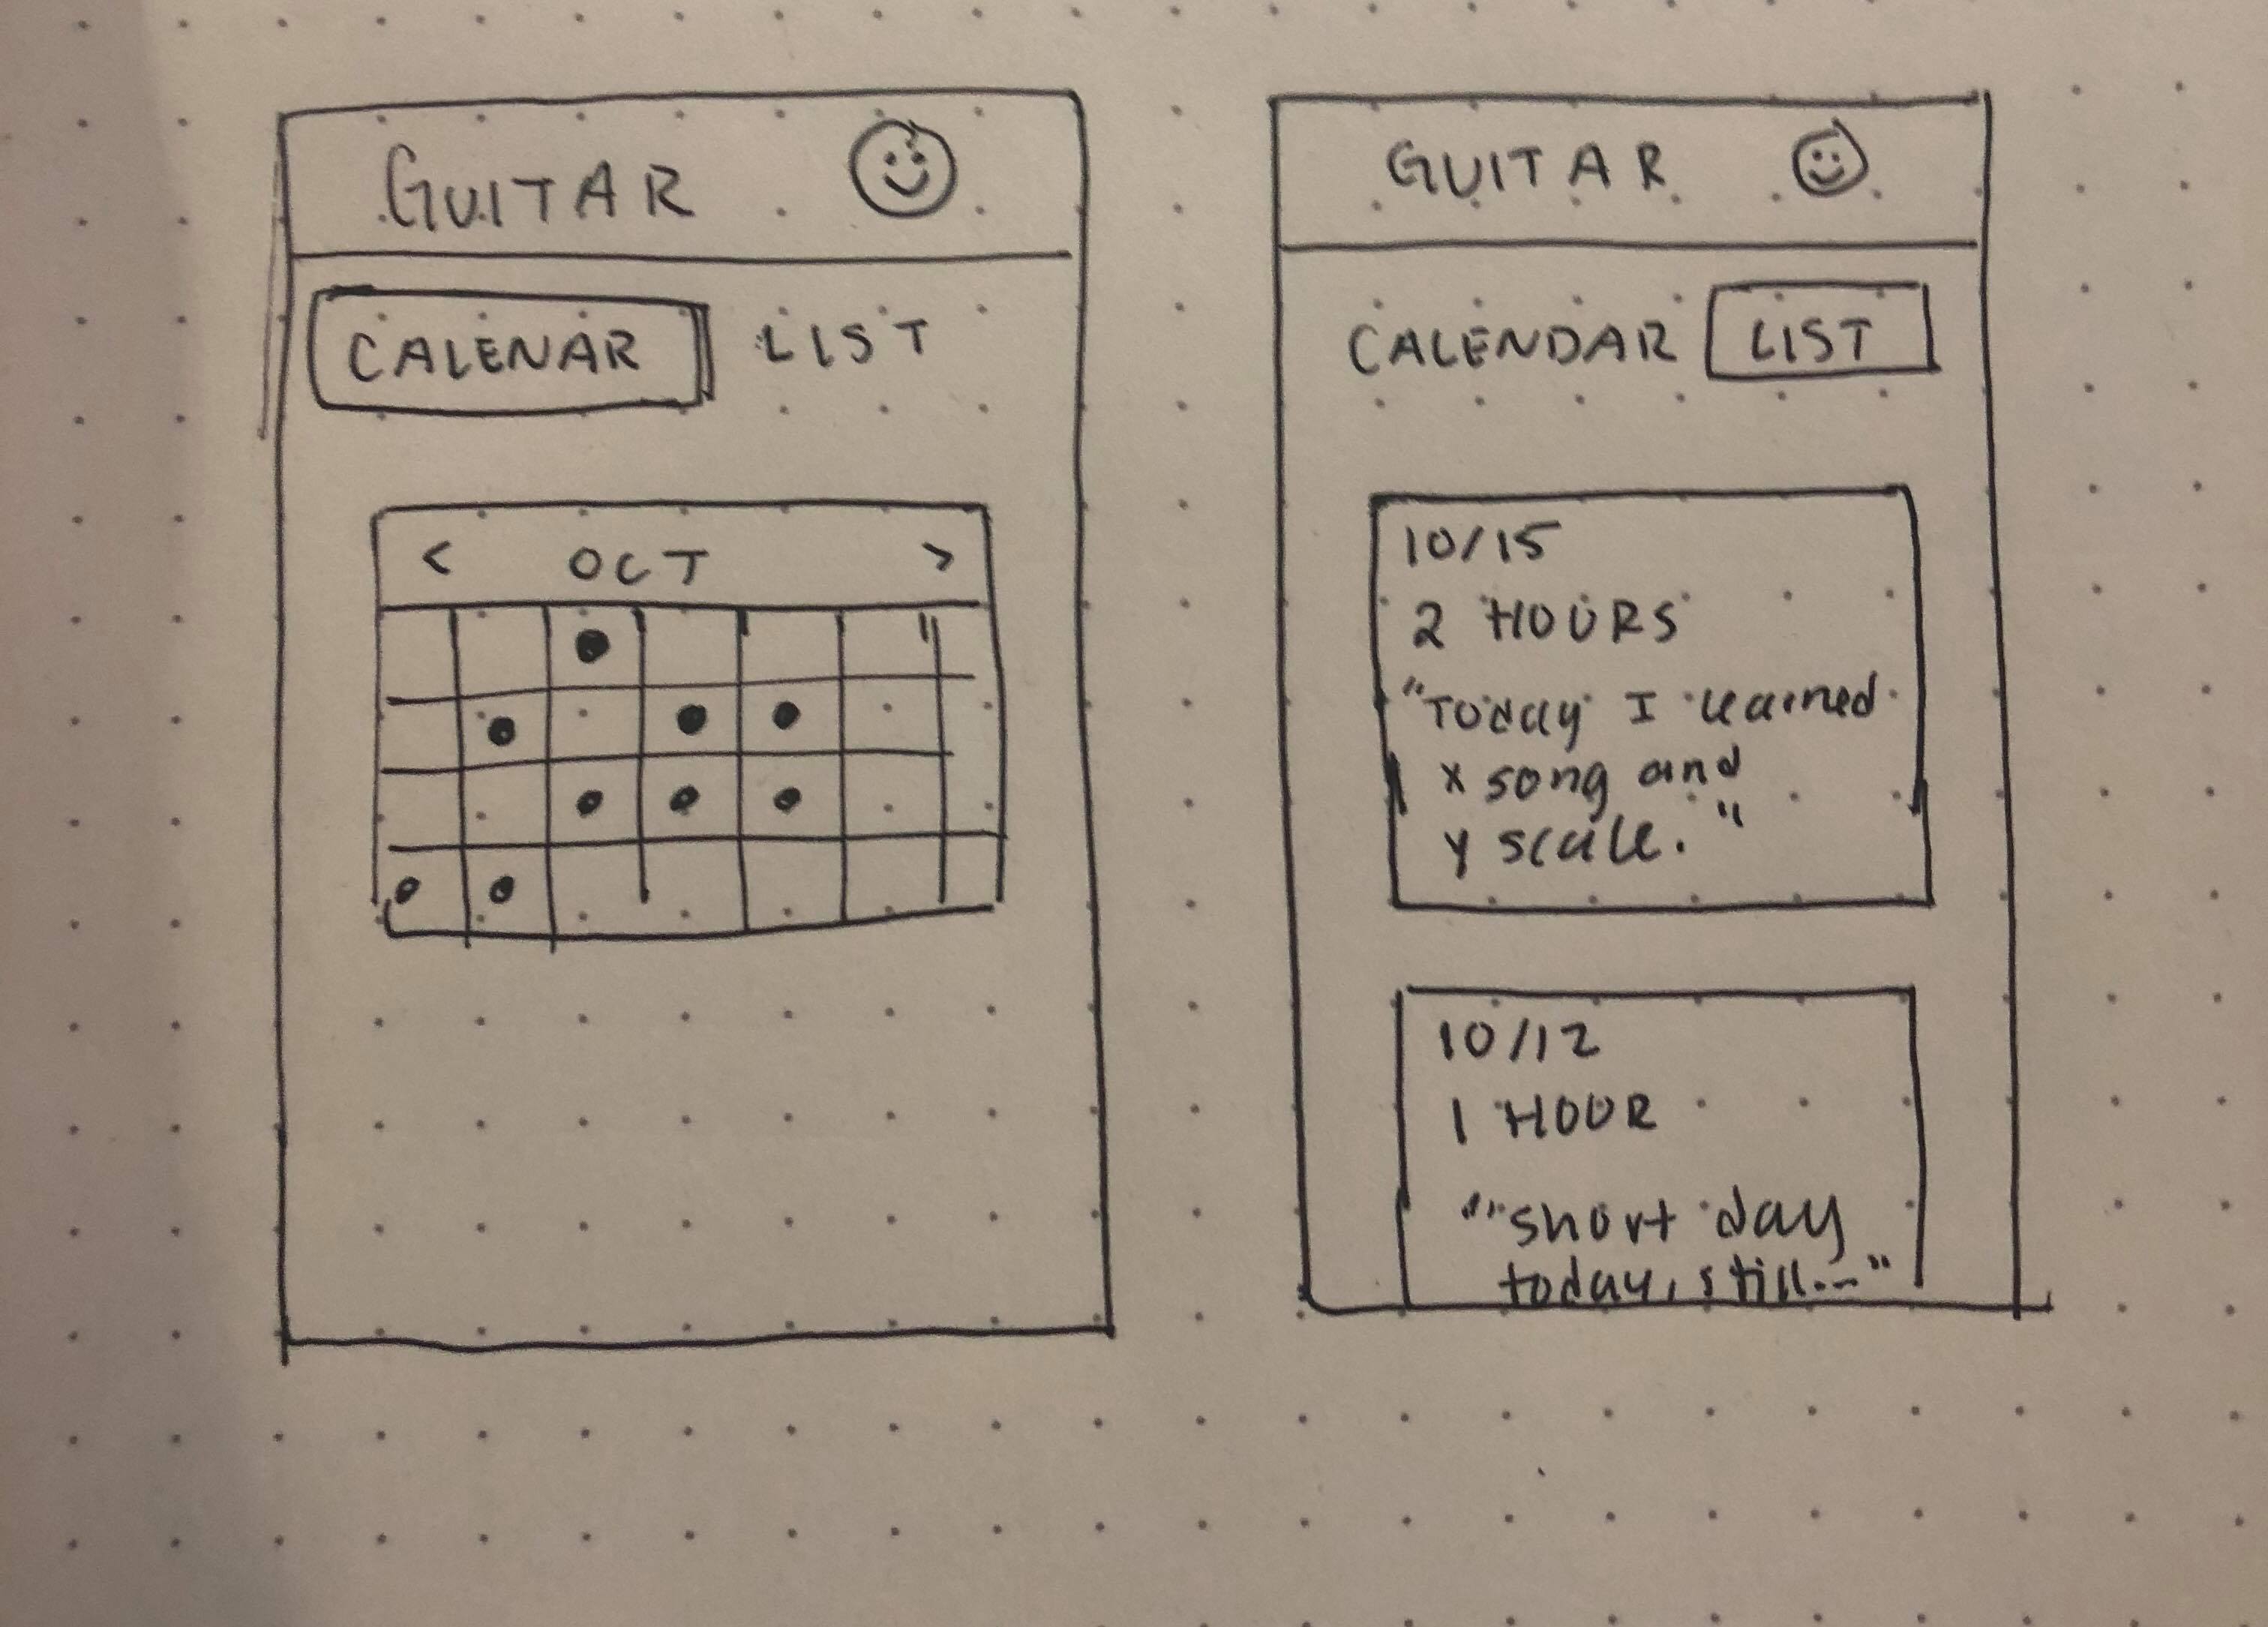 GUITAR
CALENAR LIST
< OCT >
GUITAR
CALENDAR LIST
10/15
2 HOURS
"Today I learned
x song and
y scale."
10/12
1 HOUR
"short day
today, still..."